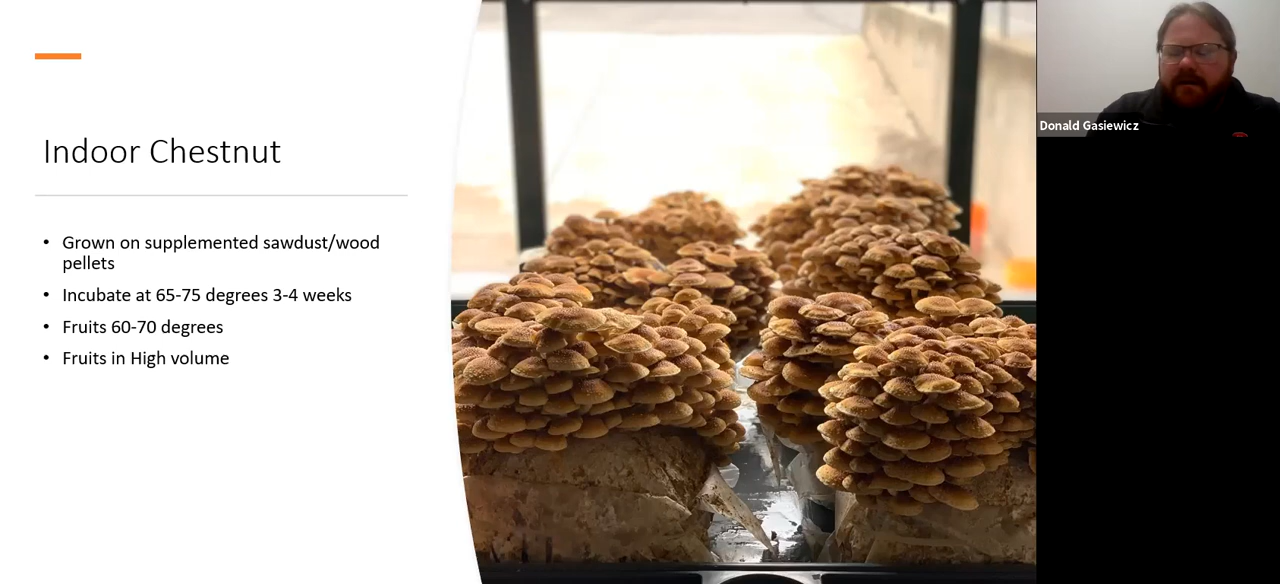 Indoor Chestnut
• Grown on supplemented sawdust/wood
pellets
• Incubate at 65-75 degrees 3-4 weeks
• Fruits 60-70 degrees
• Fruits in High volume
Donald Gasiewicz